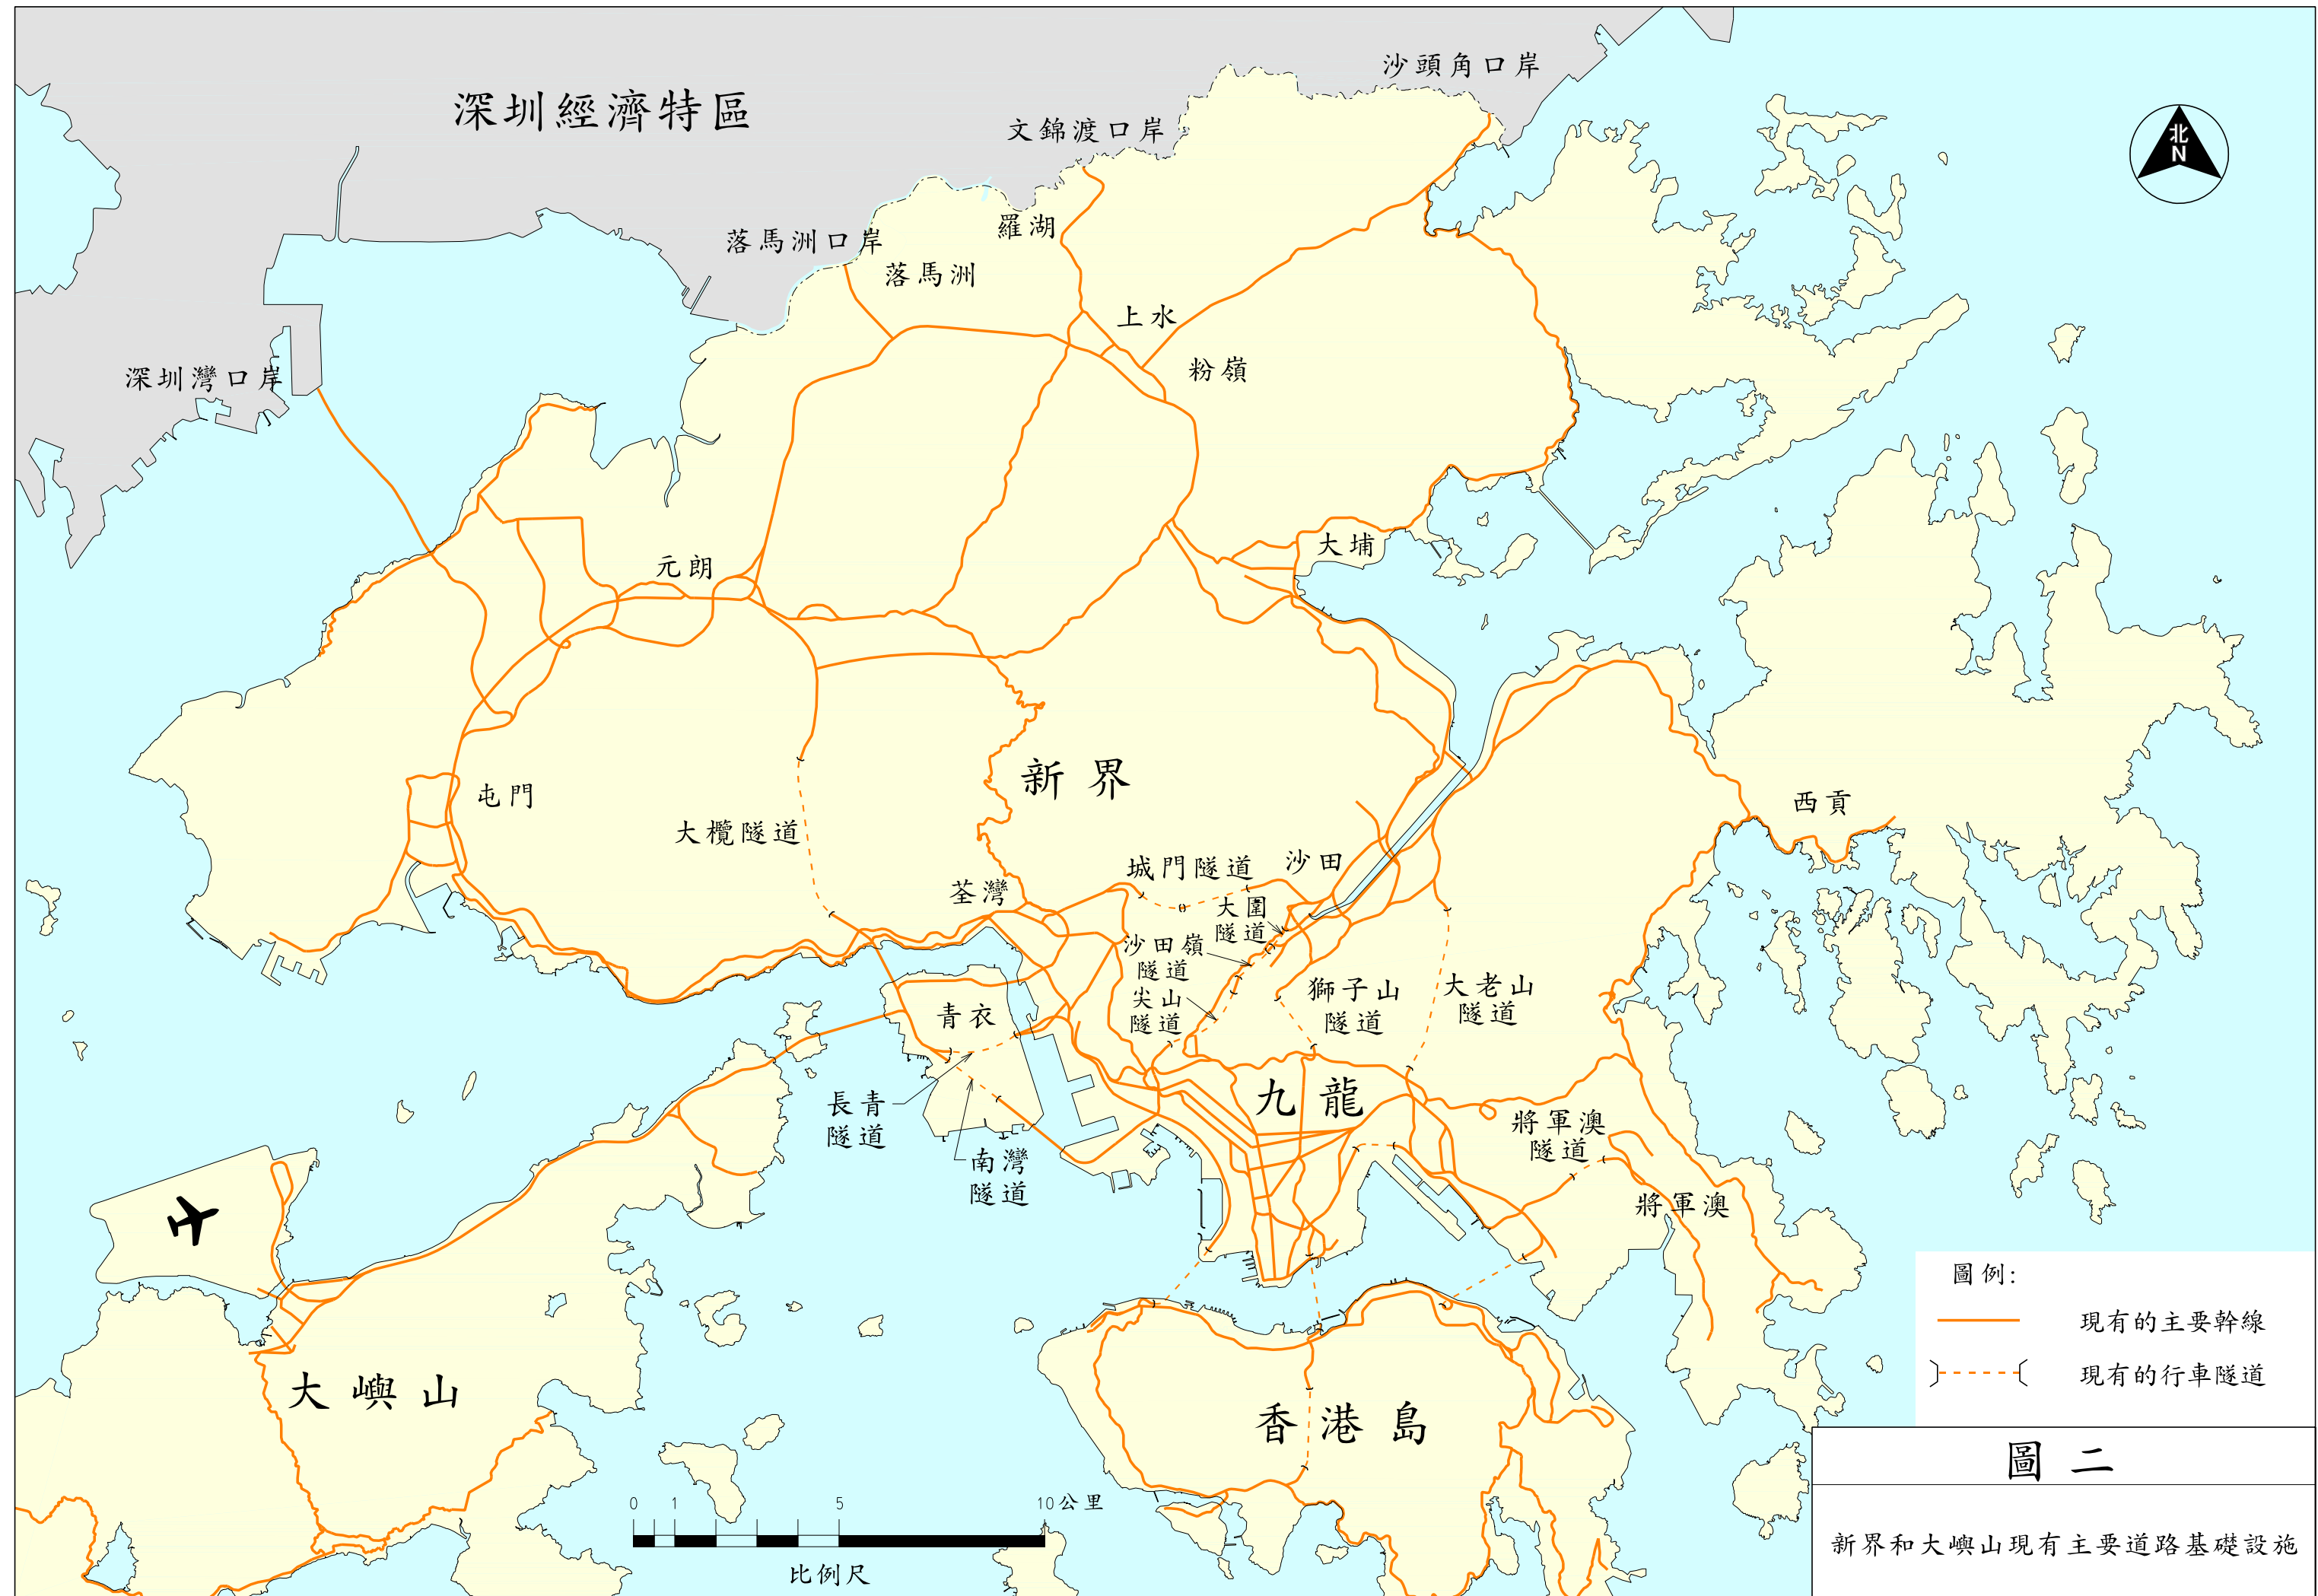 沙頭角口岸
深圳經濟特區
文錦渡口岸
北
N
羅湖
落馬洲口岸
落馬洲
上水
粉嶺
深圳灣口岸
大埔
元朗
新界
屯門
西貢
大欖隧道
城門隧道
沙田
荃灣
大圍
隧道
沙田嶺
隧道
尖山
隧道
獅子山
隧道
大老山
隧道
青衣
九龍
長青
隧道
將軍澳
隧道
南灣
隧道
將軍澳
圖例:
現有的主要幹線
現有的行車隧道
大嶼山
香港島
圖二
0 1 5 10公里
比例尺
新界和大嶼山現有主要道路基礎設施